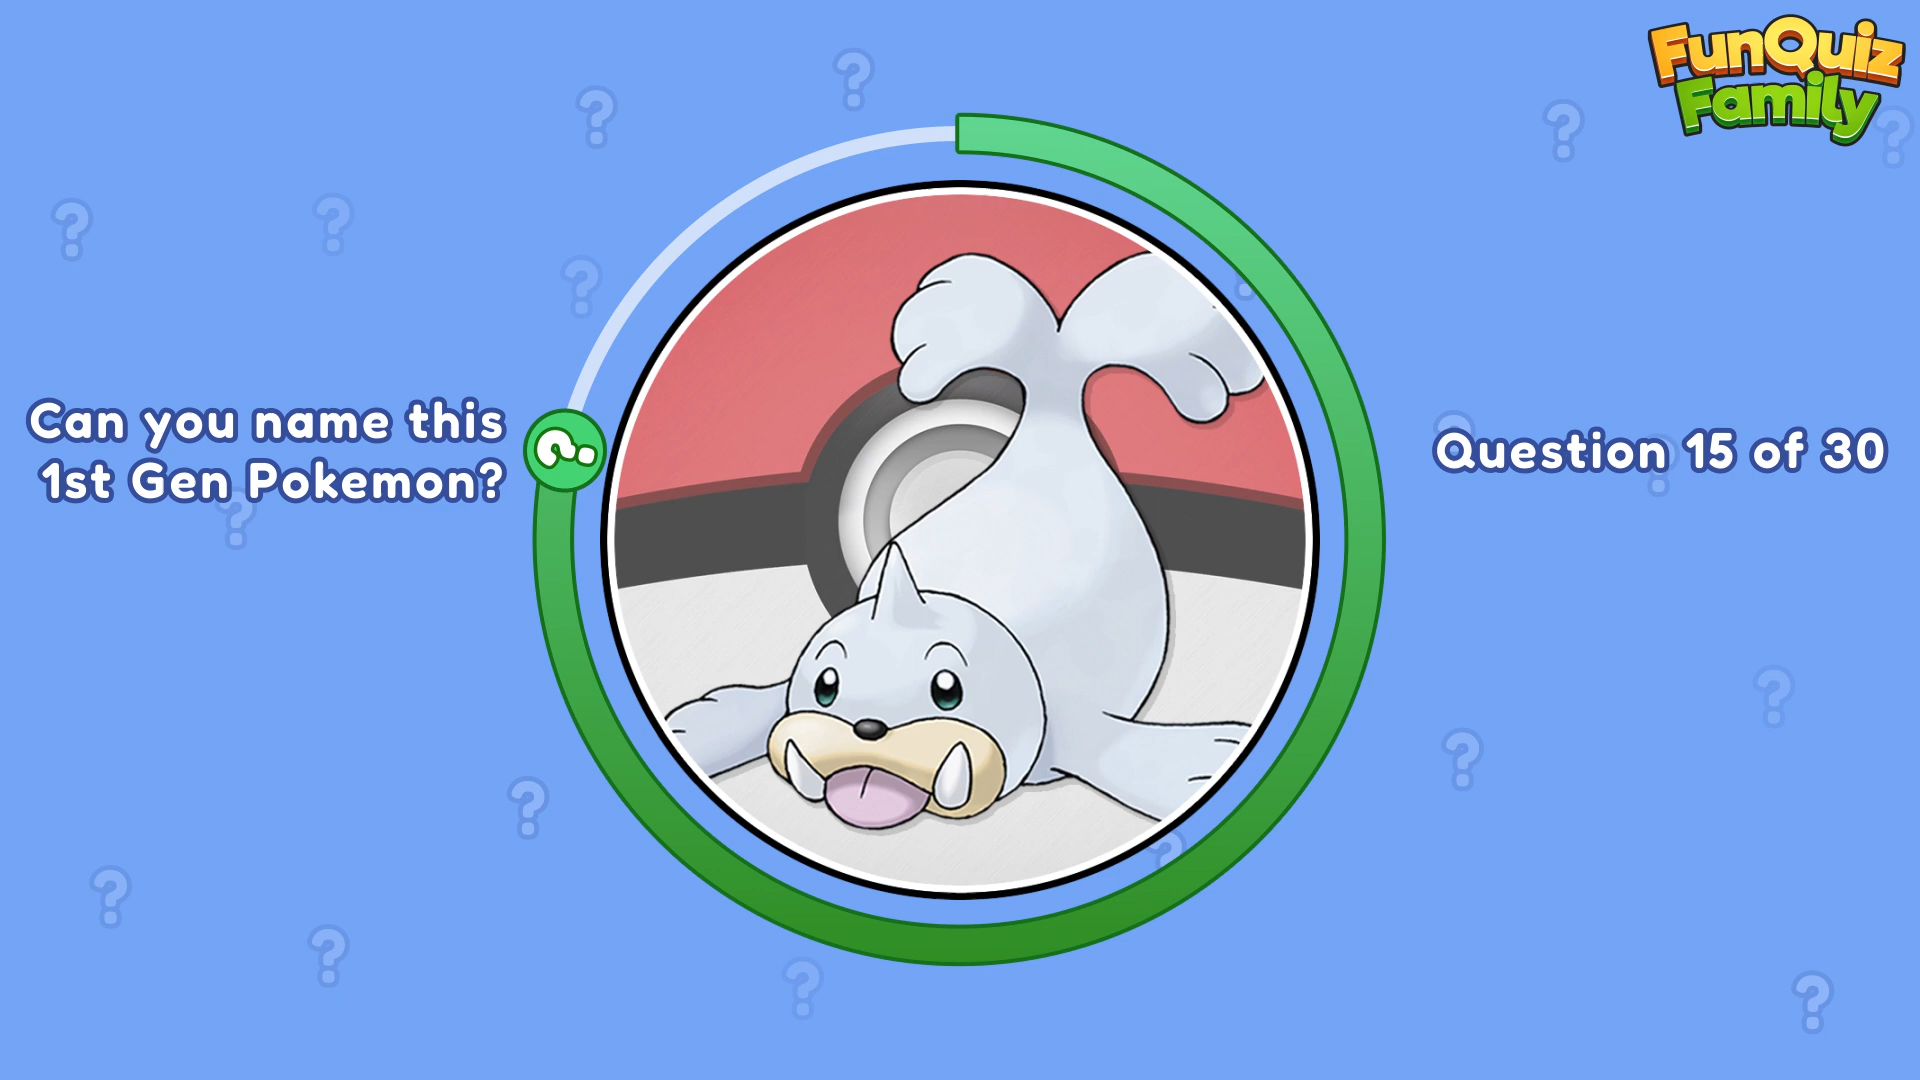 FunQuiz
Family
Can you name this
1st Gen Pokemon?
Question 15 of 30